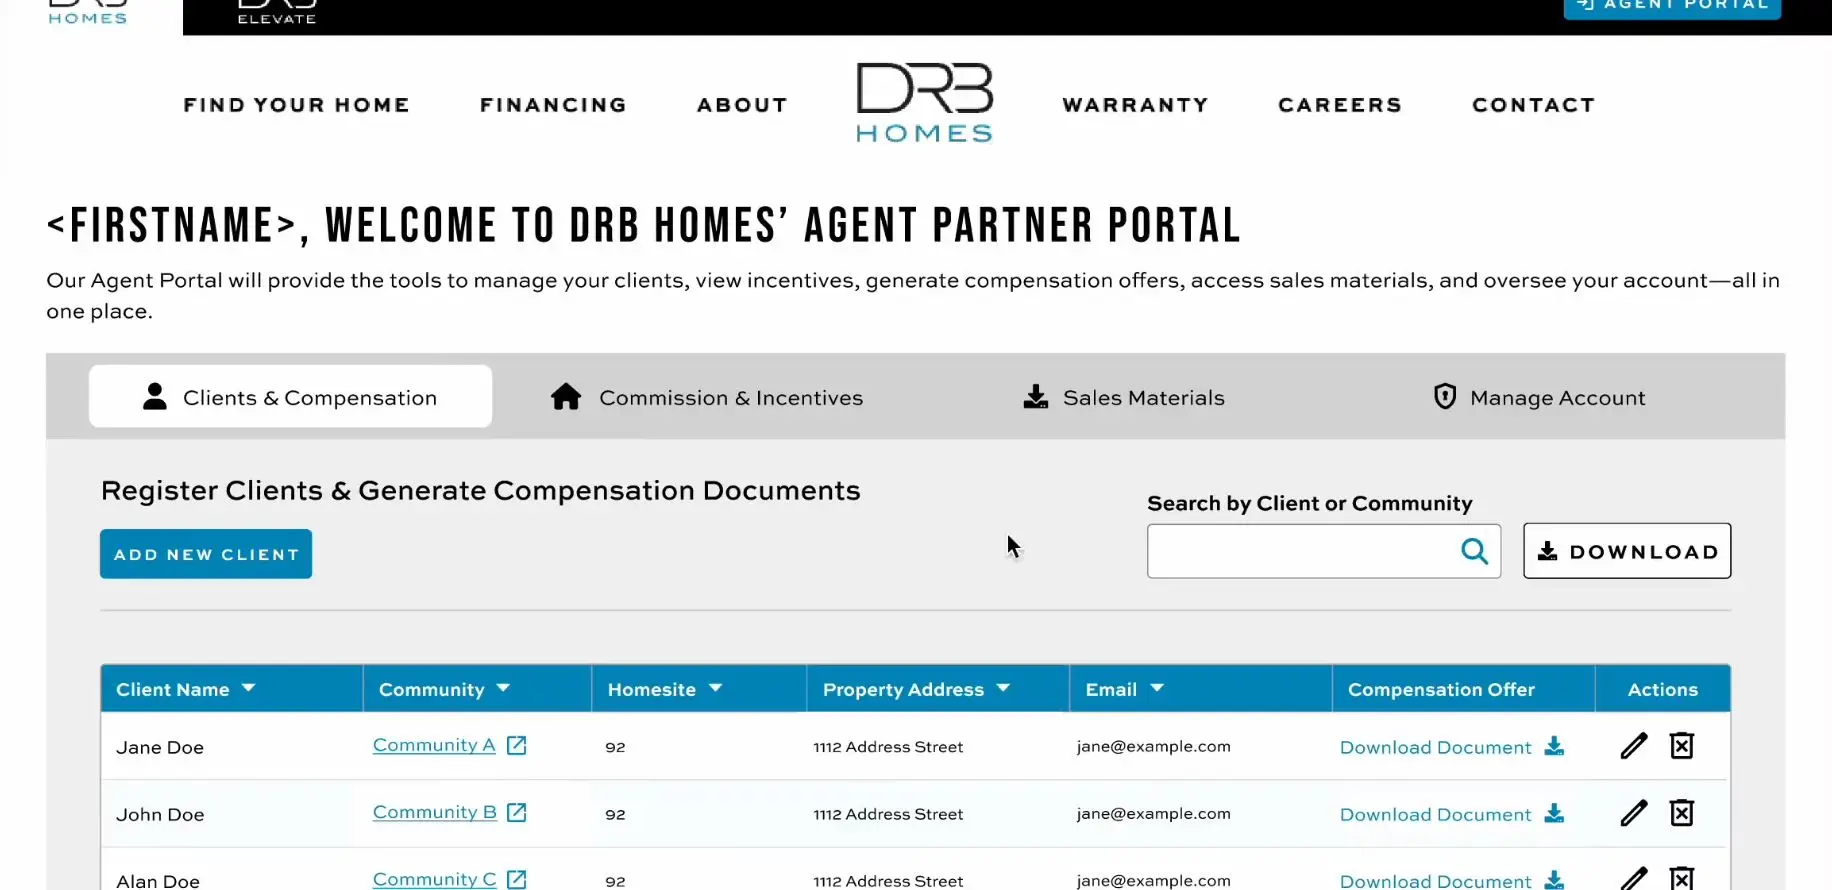 DRB
HOMES
DRB
ELEVATE
AGENT PORTAL
FIND YOUR HOME
FINANCING
ABOUT
DRB
HOMES
WARRANTY
CAREERS
CONTACT
<FIRSTNAME>, WELCOME TO DRB HOMES’ AGENT PARTNER PORTAL
Our Agent Portal will provide the tools to manage your clients, view incentives, generate compensation offers, access sales materials, and oversee your account—all in
one place.
Clients & Compensation
Commission & Incentives
Sales Materials
Manage Account
Register Clients & Generate Compensation Documents
ADD NEW CLIENT
Search by Client or Community
DOWNLOAD
Client Name Community Homesite Property Address Email Compensation Offer Actions
Jane Doe Community A 92 1112 Address Street jane@example.com Download Document
John Doe Community B 92 1112 Address Street jane@example.com Download Document
Alan Doe Community C 92 1112 Address Street jane@example.com Download Document